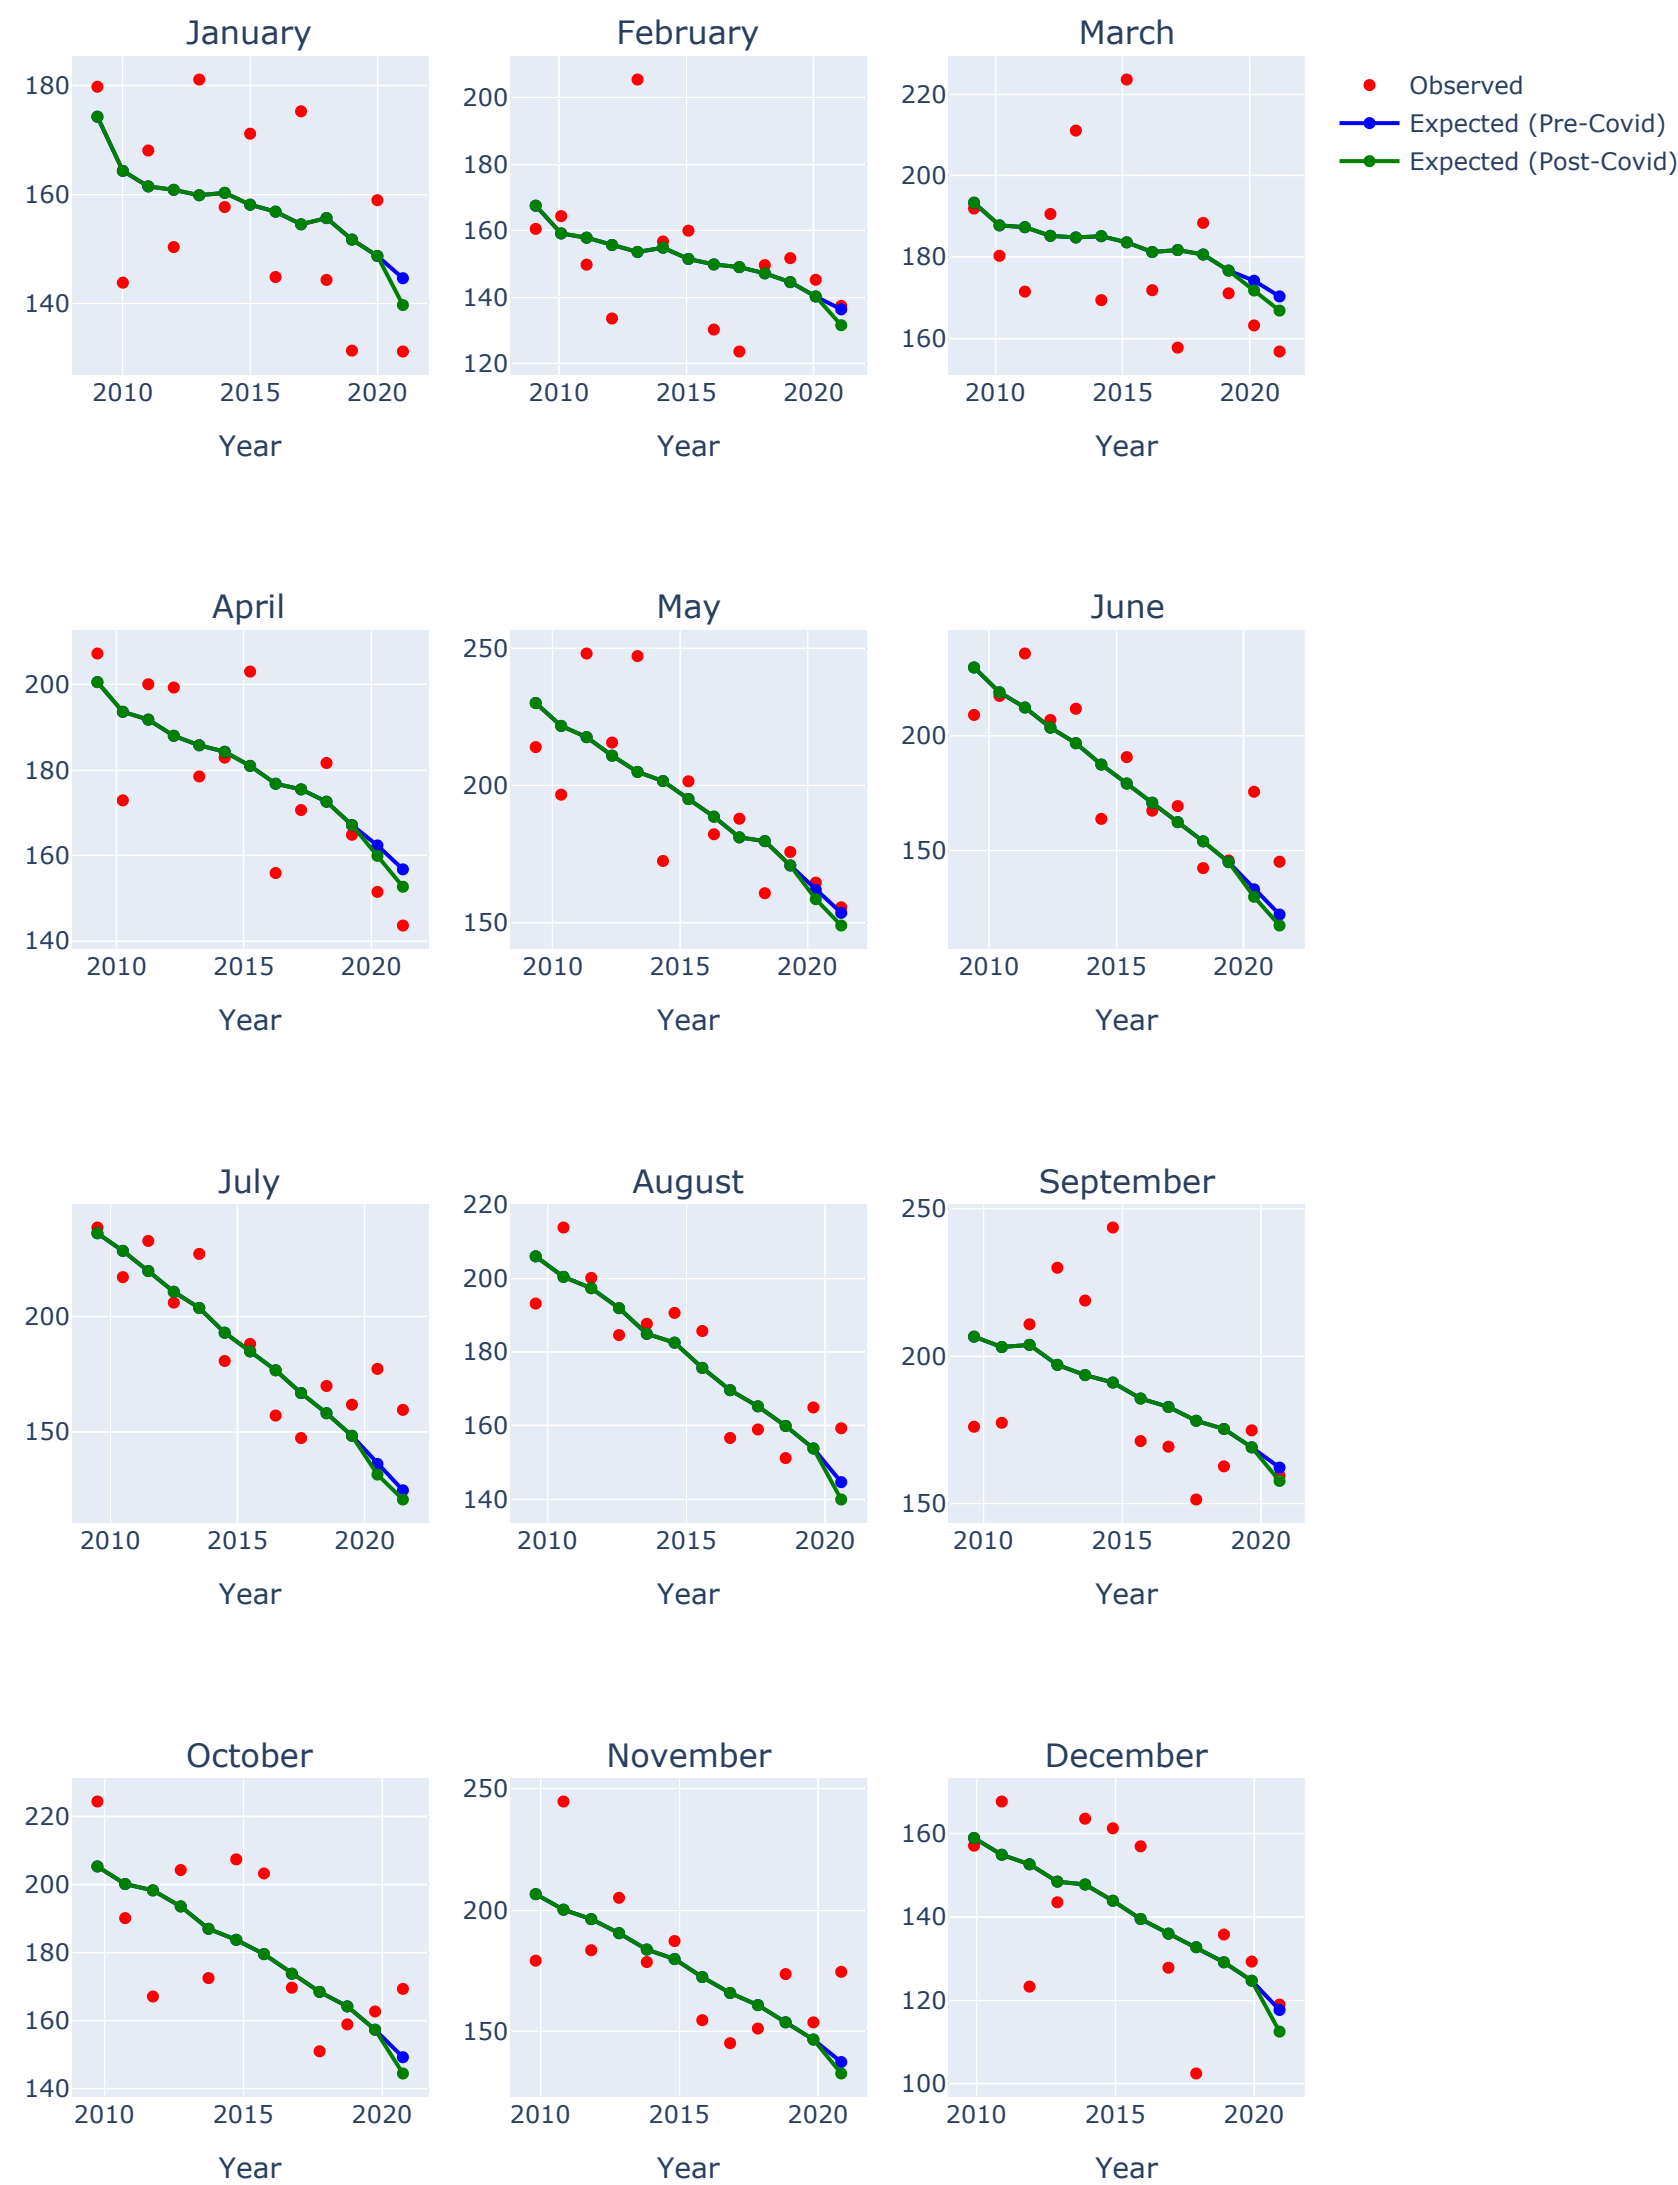 January
February
March
Observed
Expected (Pre-Covid)
Expected (Post-Covid)
180
160
140
2010
2015
2020
Year
200
180
160
140
120
2010
2015
2020
Year
220
200
180
160
2010
2015
2020
Year
April
May
June
200
180
160
140
2010
2015
2020
Year
250
200
150
2010
2015
2020
Year
200
150
2010
2015
2020
Year
July
August
September
200
150
2010
2015
2020
Year
220
200
180
160
140
2010
2015
2020
Year
250
200
150
2010
2015
2020
Year
October
November
December
220
200
180
160
140
2010
2015
2020
Year
250
200
150
2010
2015
2020
Year
160
140
120
100
2010
2015
2020
Year